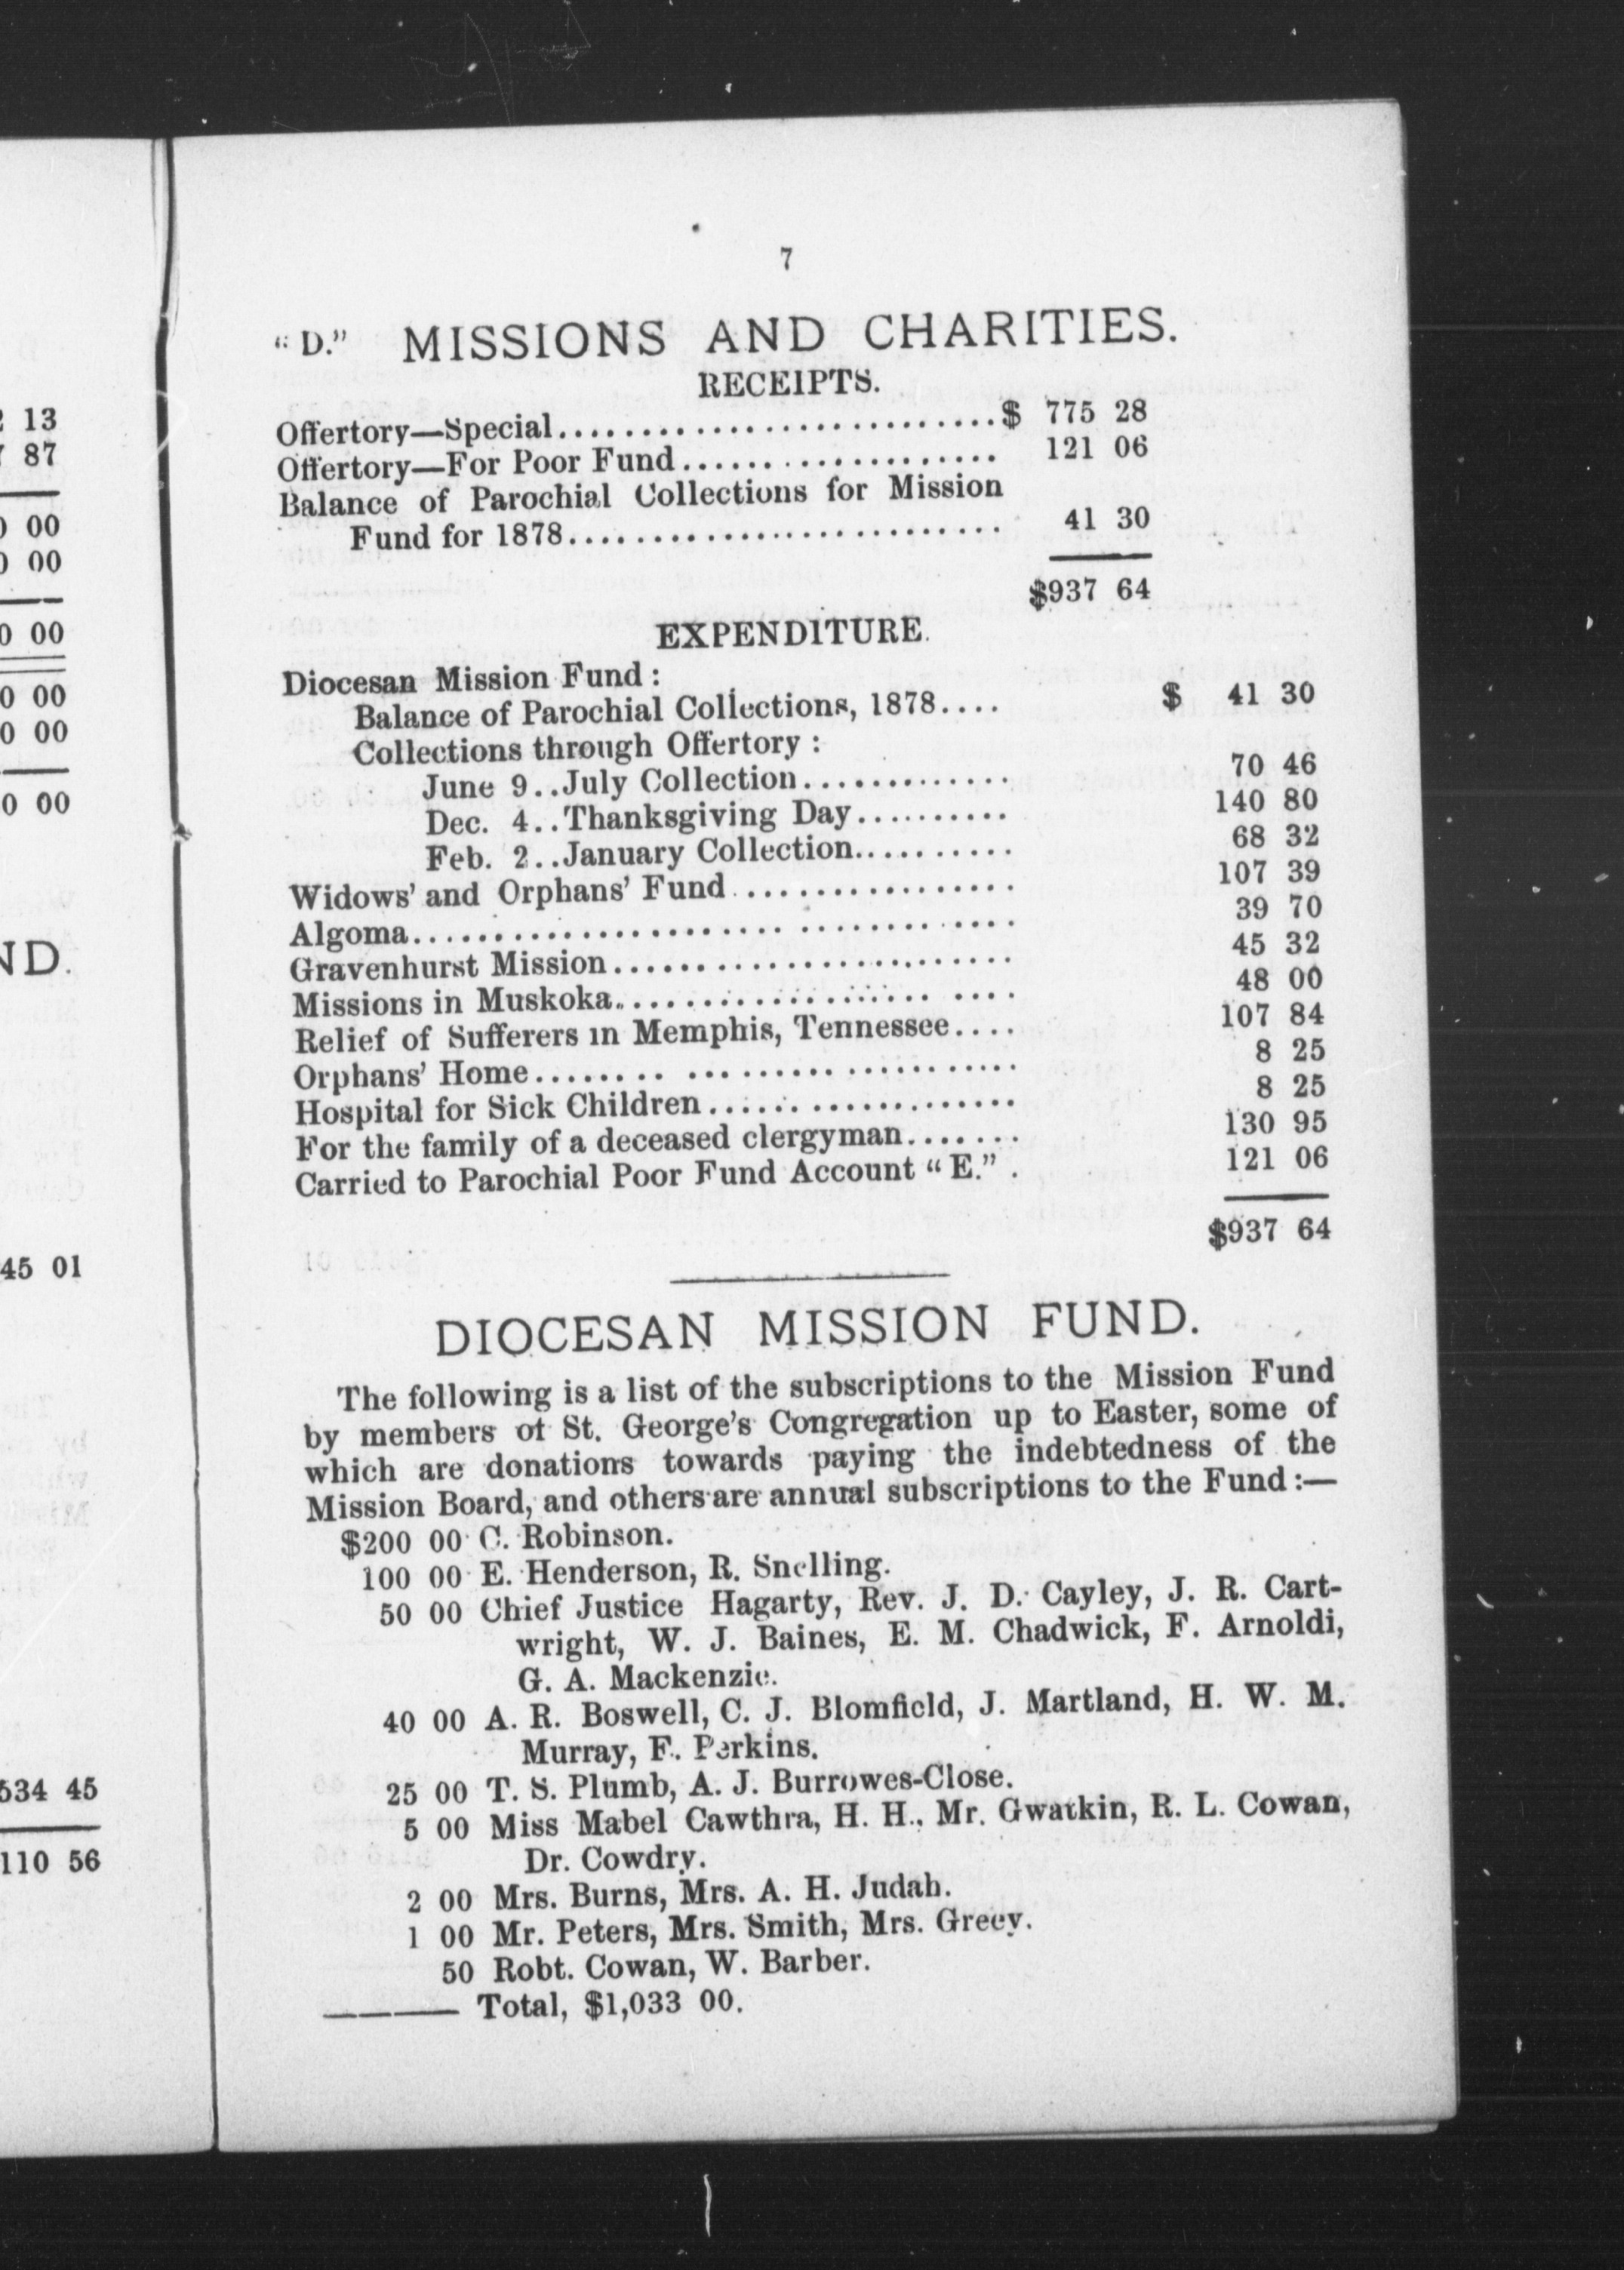 13
87
00
00
0 00
0 00
0 00
0 00
ND.
45 01
534 45
110 56
7
"D." MISSIONS AND CHARITIES.
RECEIPTS.
Offertory—Special...........................$ 775 28
Offertory—For Poor Fund................... 121 06
Balance of Parochial Collections for Mission
Fund for 1878.......................... 41 30
$937 64
EXPENDITURE.
Diocesan Mission Fund:
Balance of Parochial Collections, 1878.... $ 41 30
Collections through Offertory:
June 9..July Collection............. 70 46
Dec. 4..Thanksgiving Day.......... 140 80
Feb. 2..January Collection.......... 68 32
Widows' and Orphans' Fund................. 107 39
Algoma.................................... 39 70
Gravenhurst Mission........................ 45 32
Missions in Muskoka....................... 48 00
Relief of Sufferers in Memphis, Tennessee.... 107 84
Orphans' Home............................ 8 25
Hospital for Sick Children................... 8 25
For the family of a deceased clergyman....... 130 95
Carried to Parochial Poor Fund Account "E.". 121 06
$937 64
DIOCESAN MISSION FUND.
The following is a list of the subscriptions to the Mission Fund
by members of St. George's Congregation up to Easter, some of
which are donations towards paying the indebtedness of the
Mission Board, and others are annual subscriptions to the Fund:—
$200 00 C. Robinson.
100 00 E. Henderson, R. Snelling.
50 00 Chief Justice Hagarty, Rev. J. D. Cayley, J. R. Cart-
wright, W. J. Baines, E. M. Chadwick, F. Arnoldi,
G. A. Mackenzie.
40 00 A. R. Boswell, C. J. Blomfield, J. Martland, H. W. M.
Murray, F. Perkins.
25 00 T. S. Plumb, A. J. Burrowes-Close.
5 00 Miss Mabel Cawthra, H. H., Mr. Gwatkin, R. L. Cowan,
Dr. Cowdry.
2 00 Mrs. Burns, Mrs. A. H. Judah.
1 00 Mr. Peters, Mrs. Smith, Mrs. Greey.
50 Robt. Cowan, W. Barber.
———— Total, $1,033 00.